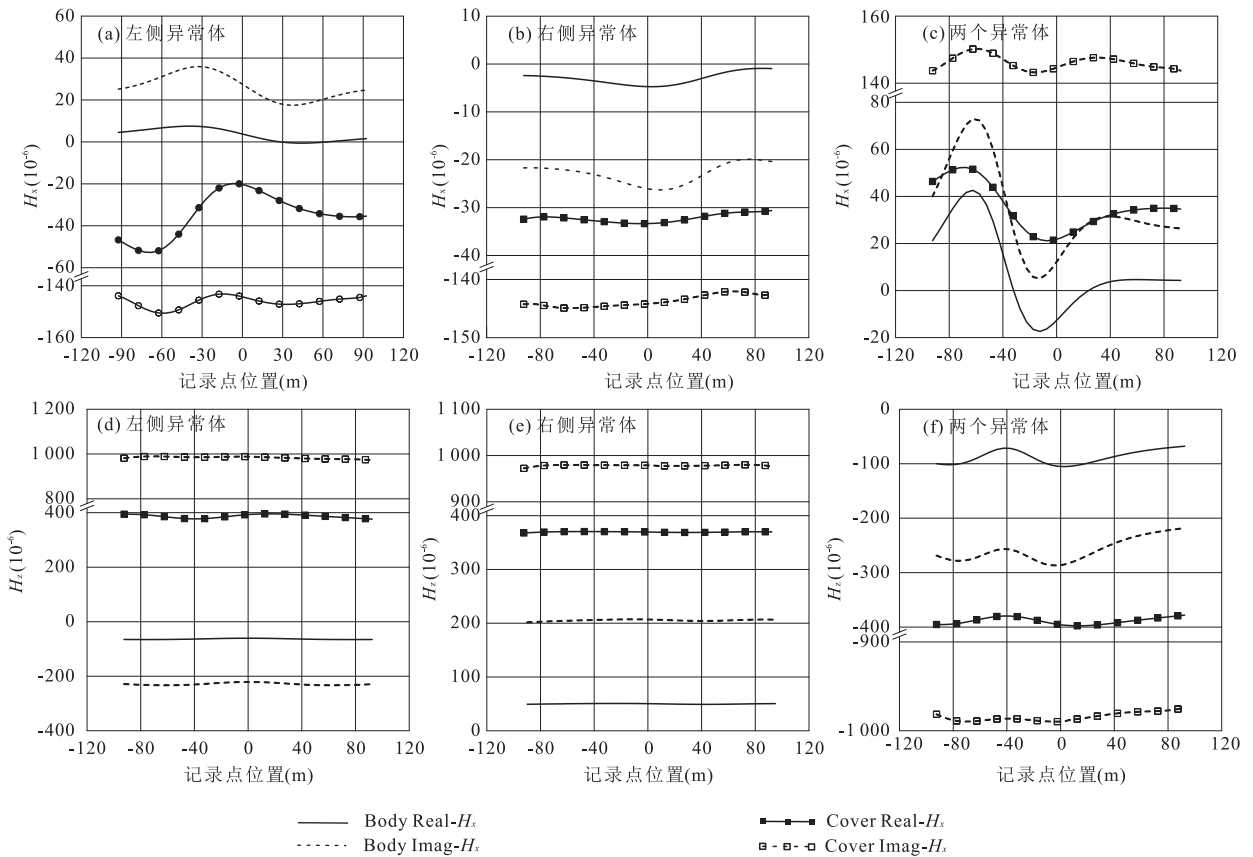 60
(a) 左侧异常体
40
20
0
-20
-40
-60
-140
-160
-120 -90 -60 -30 0 30 60 90 120
Hx(10-6)
记录点位置(m)
10
(b) 右侧异常体
0
-10
-20
-30
-40
-140
-150
-120 -80 -40 0 40 80 120
Hx(10-6)
记录点位置(m)
160
(c) 两个异常体
140
80
60
40
20
0
-20
-120 -80 -40 0 40 80 120
Hx(10-6)
记录点位置(m)
1 200
(d) 左侧异常体
1 000
800
400
200
0
-200
-400
-120 -80 -40 0 40 80 120
Hz(10-6)
记录点位置(m)
1 100
(e) 右侧异常体
1 000
900
400
300
200
100
0
-120 -80 -40 0 40 80 120
Hz(10-6)
记录点位置(m)
0
(f) 两个异常体
-100
-200
-300
-400
-900
-1 000
-120 -80 -40 0 40 80 120
Hz(10-6)
记录点位置(m)
Body Real-Hx
Cover Real-Hx
Body Imag-Hx
Cover Imag-Hx